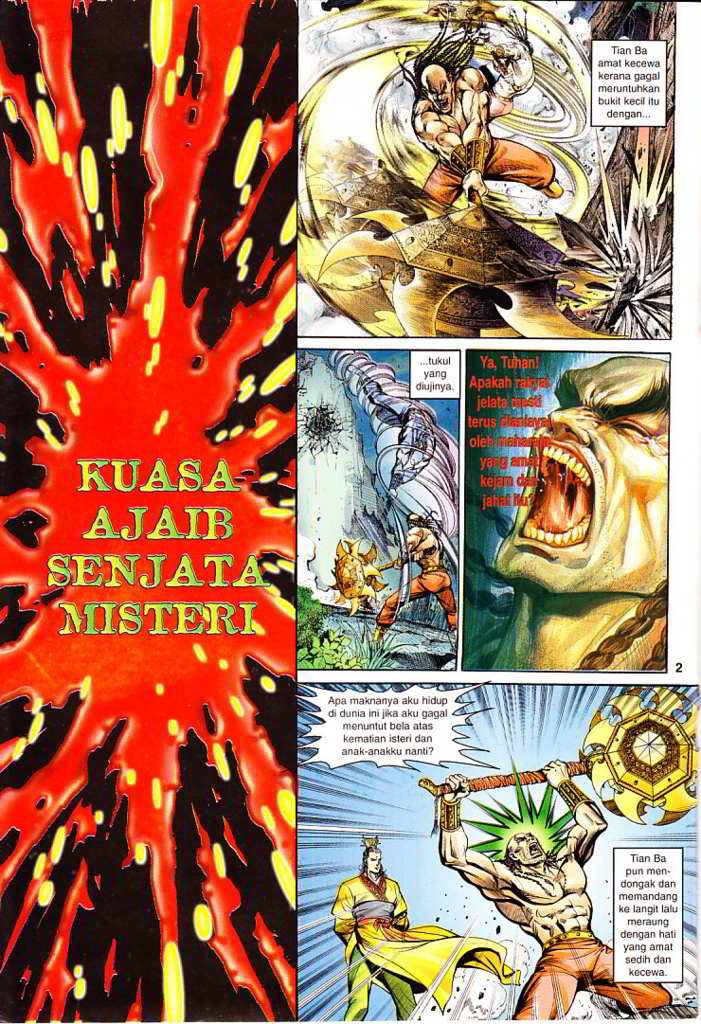 KUASA
AJAIB
SENJATA
MISTERI
Tian Ba
amat kecewa
kerana gagal
meruntuhkan
bukit kecil itu
dengan...
...tukul
yang
diujinya.
Ya, Tuhan!
Apakah rakyat
jelata mesti
terus dianiayai
oleh maharaja
yang amat
kejam dan
jahat itu?
2
Apa maknanya aku hidup
di dunia ini jika aku gagal
menuntut bela atas
kematian isteri dan
anak-anakku nanti?
Tian Ba
pun men-
dongak dan
memandang
ke langit lalu
meraung
dengan hati
yang amat
sedih dan
kecewa.